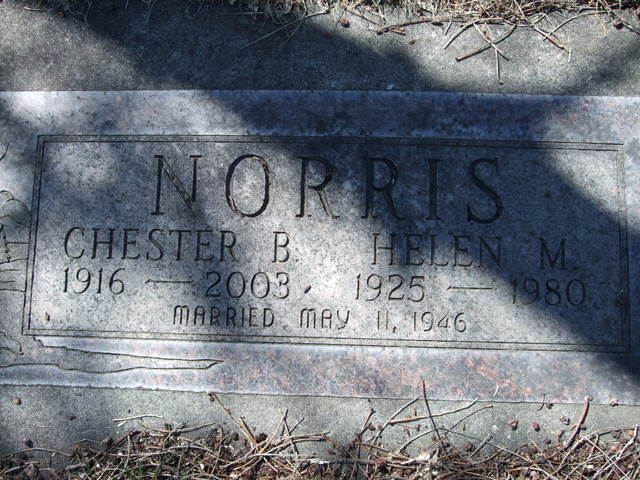 NORRIS
CHESTER B. HELEN M.
1916 — 2003 1925 — 1980
MARRIED MAY 11, 1946